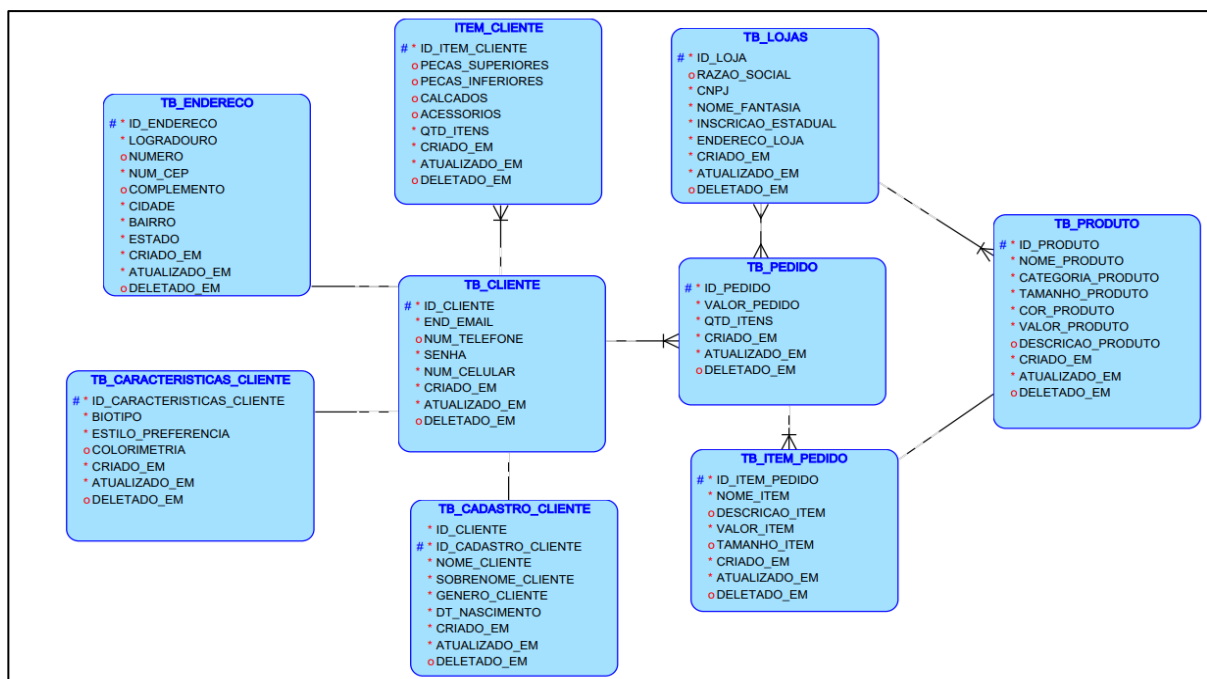 ITEM_CLIENTE
# * ID_ITEM_CLIENTE
o PECAS_SUPERIORES
o PECAS_INFERIORES
o CALCADOS
o ACESSORIOS
* QTD_ITENS
* CRIADO_EM
* ATUALIZADO_EM
o DELETADO_EM
TB_LOJAS
# * ID_LOJA
o RAZAO_SOCIAL
* CNPJ
* NOME_FANTASIA
* INSCRICAO_ESTADUAL
* ENDERECO_LOJA
* CRIADO_EM
* ATUALIZADO_EM
o DELETADO_EM
TB_ENDERECO
# * ID_ENDERECO
* LOGRADOURO
o NUMERO
* NUM_CEP
o COMPLEMENTO
* CIDADE
* BAIRRO
* ESTADO
* CRIADO_EM
* ATUALIZADO_EM
o DELETADO_EM
TB_CLIENTE
# * ID_CLIENTE
* END_EMAIL
o NUM_TELEFONE
* SENHA
* NUM_CELULAR
* CRIADO_EM
* ATUALIZADO_EM
o DELETADO_EM
TB_PEDIDO
# * ID_PEDIDO
* VALOR_PEDIDO
* QTD_ITENS
* CRIADO_EM
* ATUALIZADO_EM
o DELETADO_EM
TB_PRODUTO
# * ID_PRODUTO
* NOME_PRODUTO
* CATEGORIA_PRODUTO
* TAMANHO_PRODUTO
* COR_PRODUTO
* VALOR_PRODUTO
o DESCRICAO_PRODUTO
* CRIADO_EM
* ATUALIZADO_EM
o DELETADO_EM
TB_CARACTERISTICAS_CLIENTE
# * ID_CARACTERISTICAS_CLIENTE
* BIOTIPO
* ESTILO_PREFERENCIA
o COLORIMETRIA
* CRIADO_EM
* ATUALIZADO_EM
o DELETADO_EM
TB_CADASTRO_CLIENTE
* ID_CLIENTE
# * ID_CADASTRO_CLIENTE
* NOME_CLIENTE
* SOBRENOME_CLIENTE
* GENERO_CLIENTE
* DT_NASCIMENTO
* CRIADO_EM
* ATUALIZADO_EM
o DELETADO_EM
TB_ITEM_PEDIDO
# * ID_ITEM_PEDIDO
* NOME_ITEM
o DESCRICAO_ITEM
* VALOR_ITEM
o TAMANHO_ITEM
* CRIADO_EM
* ATUALIZADO_EM
o DELETADO_EM